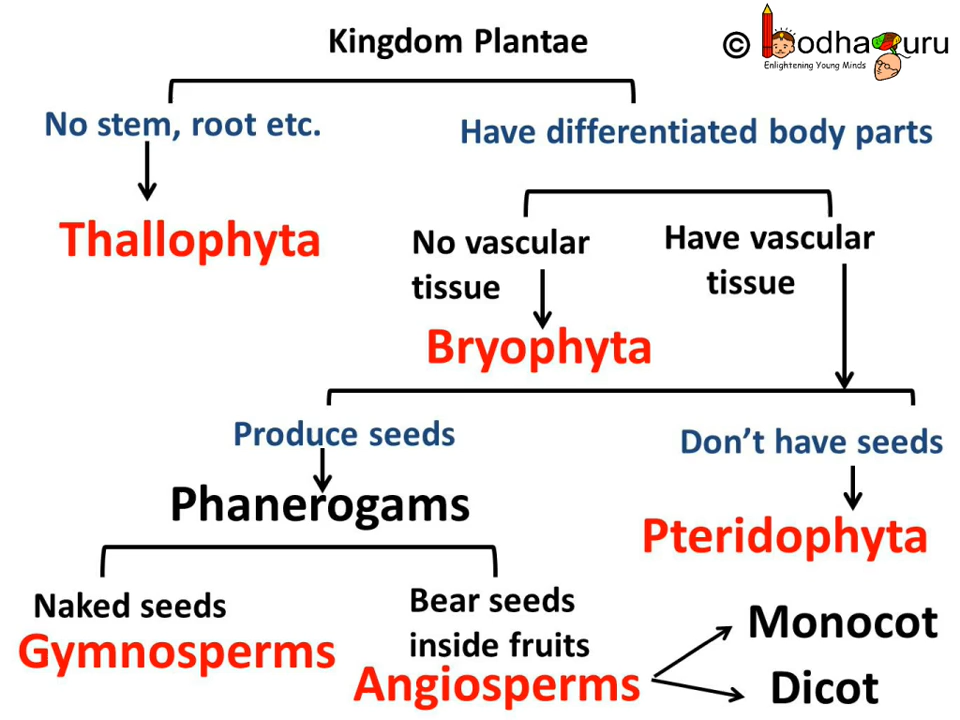 Kingdom Plantae
© BodhaGuru
Enlightening Young Minds
No stem, root etc.
Have differentiated body parts
Thallophyta
No vascular
tissue
Have vascular
tissue
Bryophyta
Produce seeds
Don't have seeds
Phanerogams
Pteridophyta
Naked seeds
Gymnosperms
Bear seeds
inside fruits
Angiosperms
Monocot
Dicot